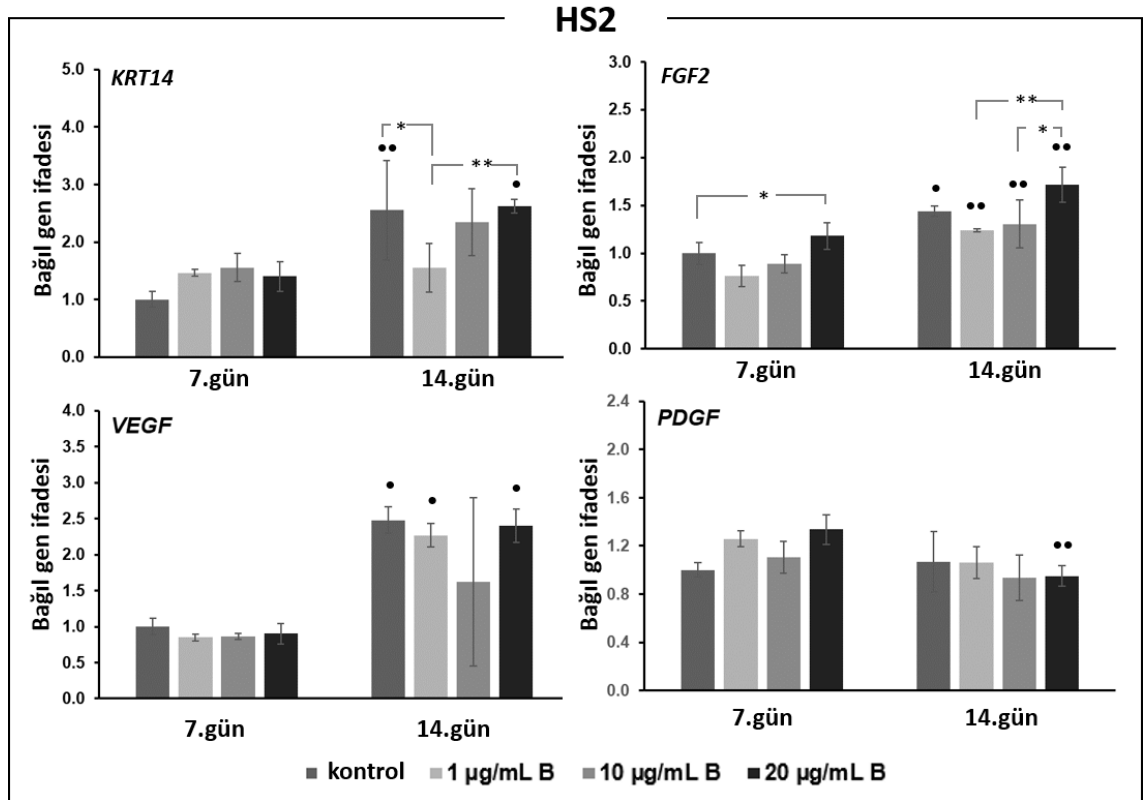 HS2
KRT14
Bağıl gen ifadesi
5.0
4.0
3.0
2.0
1.0
0.0
*
**
••
•
7.gün
14.gün
FGF2
Bağıl gen ifadesi
3.0
2.5
2.0
1.5
1.0
0.5
0.0
*
**
*
•
••
••
••
7.gün
14.gün
VEGF
Bağıl gen ifadesi
4.0
3.5
3.0
2.5
2.0
1.5
1.0
0.5
0.0
•
•
•
7.gün
14.gün
PDGF
Bağıl gen ifadesi
2.4
2.0
1.6
1.2
0.8
0.4
0.0
••
7.gün
14.gün
kontrol 1 µg/mL B 10 µg/mL B 20 µg/mL B